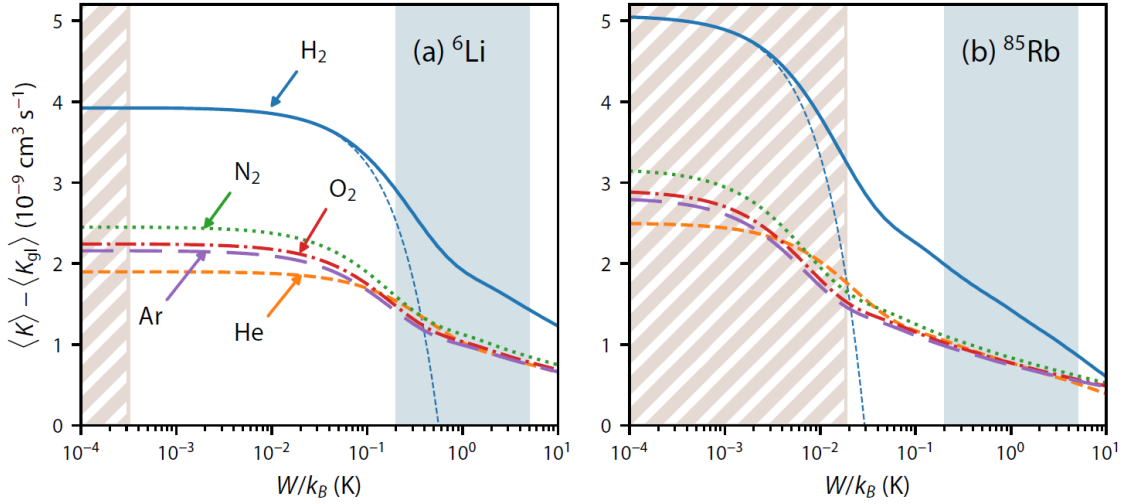 ⟨K⟩ − ⟨K_gl⟩ (10⁻⁹ cm³ s⁻¹)
5
4
3
2
1
0
(a) ⁶Li
H₂
N₂
O₂
Ar
He
10⁻⁴
10⁻³
10⁻²
10⁻¹
10⁰
10¹
W/k_B (K)
5
4
3
2
1
0
(b) ⁸⁵Rb
10⁻⁴
10⁻³
10⁻²
10⁻¹
10⁰
10¹
W/k_B (K)